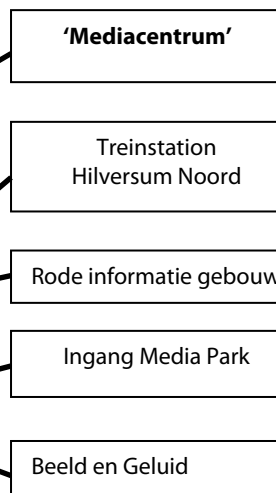 ‘Mediacentrum’
Treinstation
Hilversum Noord
Rode informatie gebouw
Ingang Media Park
Beeld en Geluid